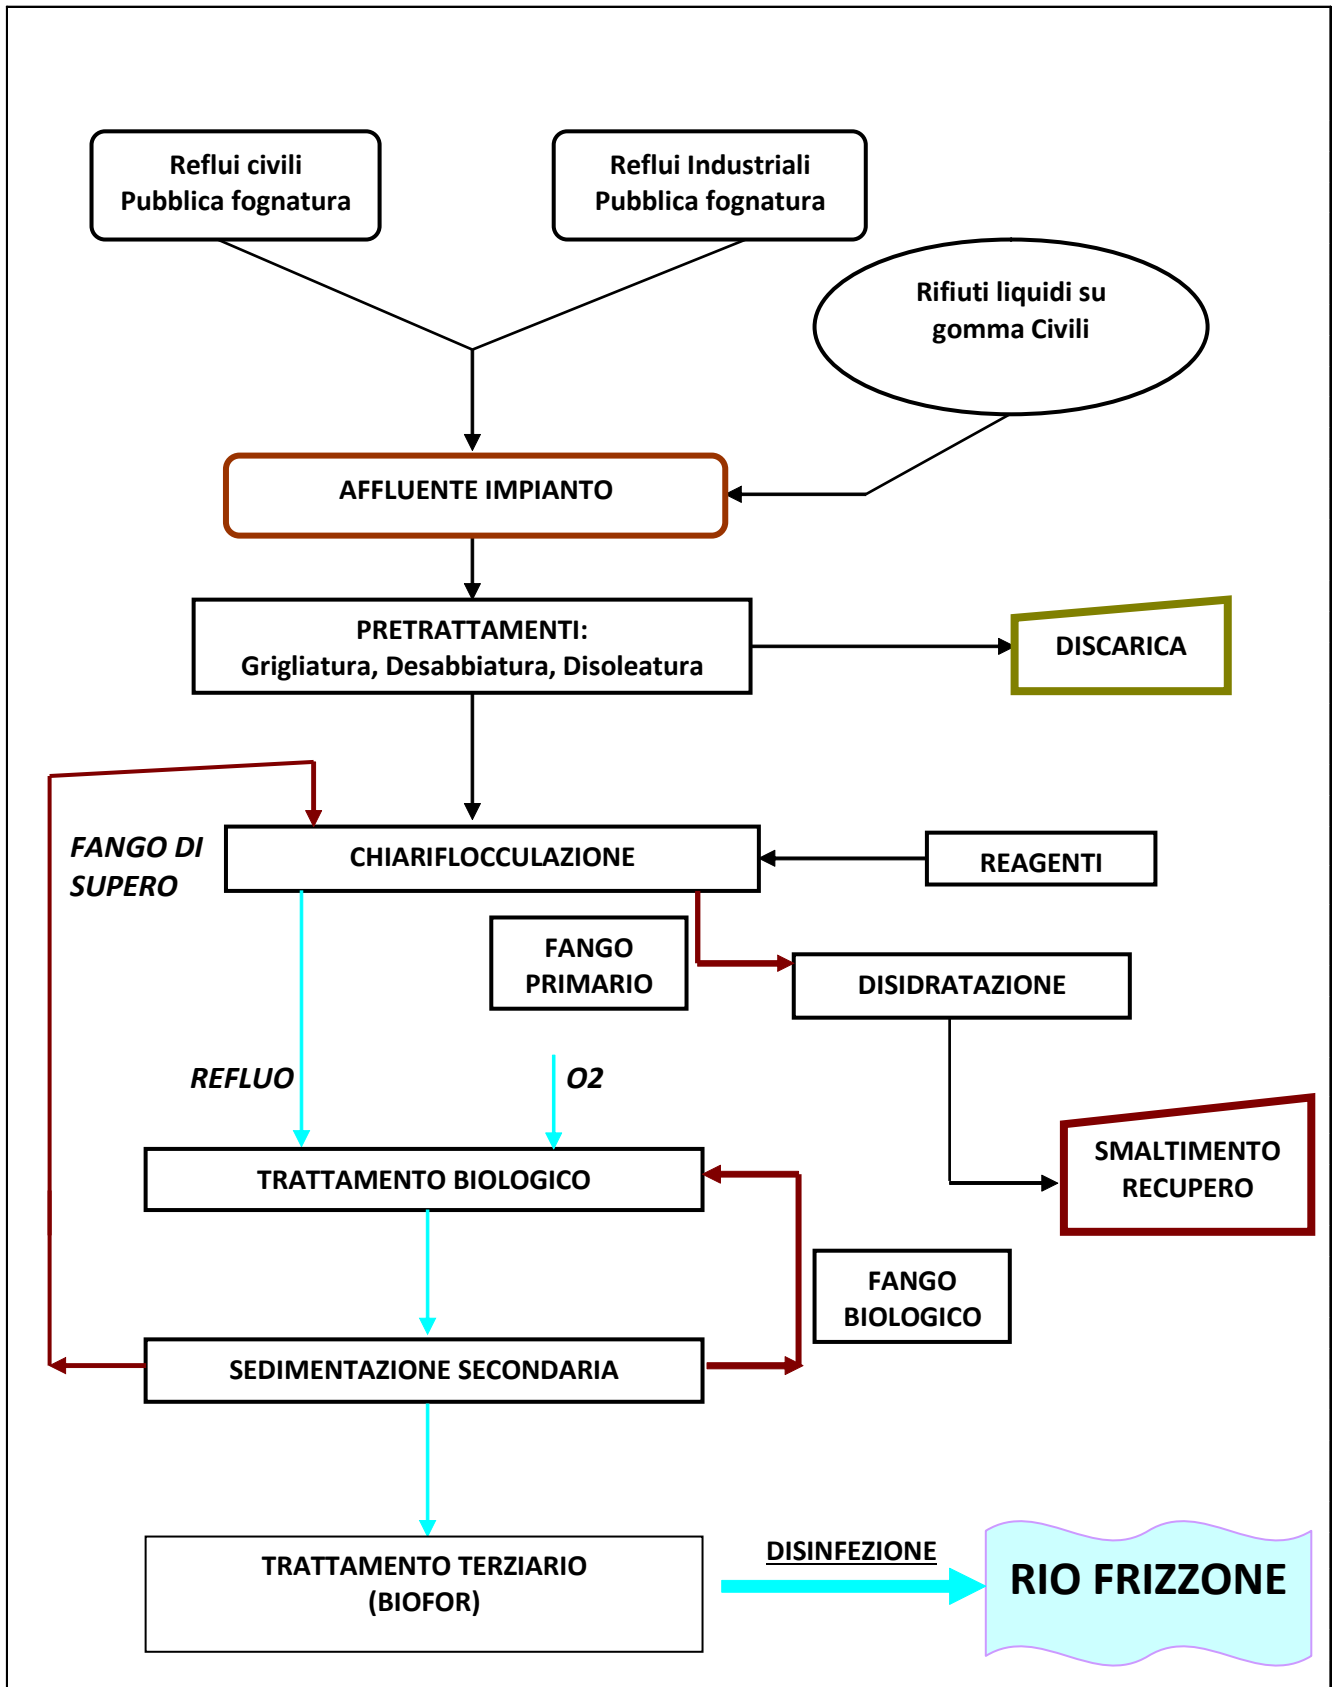 Reflui civili
Pubblica fognatura
Reflui Industriali
Pubblica fognatura
Rifiuti liquidi su
gomma Civili
AFFLUENTE IMPIANTO
PRETRATTAMENTI:
Grigliatura, Desabbiatura, Disoleatura
DISCARICA
FANGO DI
SUPERO
CHIARIFLOCCULAZIONE
REAGENTI
FANGO
PRIMARIO
DISIDRATAZIONE
REFLUO
O2
TRATTAMENTO BIOLOGICO
SMALTIMENTO
RECUPERO
FANGO
BIOLOGICO
SEDIMENTAZIONE SECONDARIA
TRATTAMENTO TERZIARIO
(BIOFOR)
DISINFEZIONE
RIO FRIZZONE